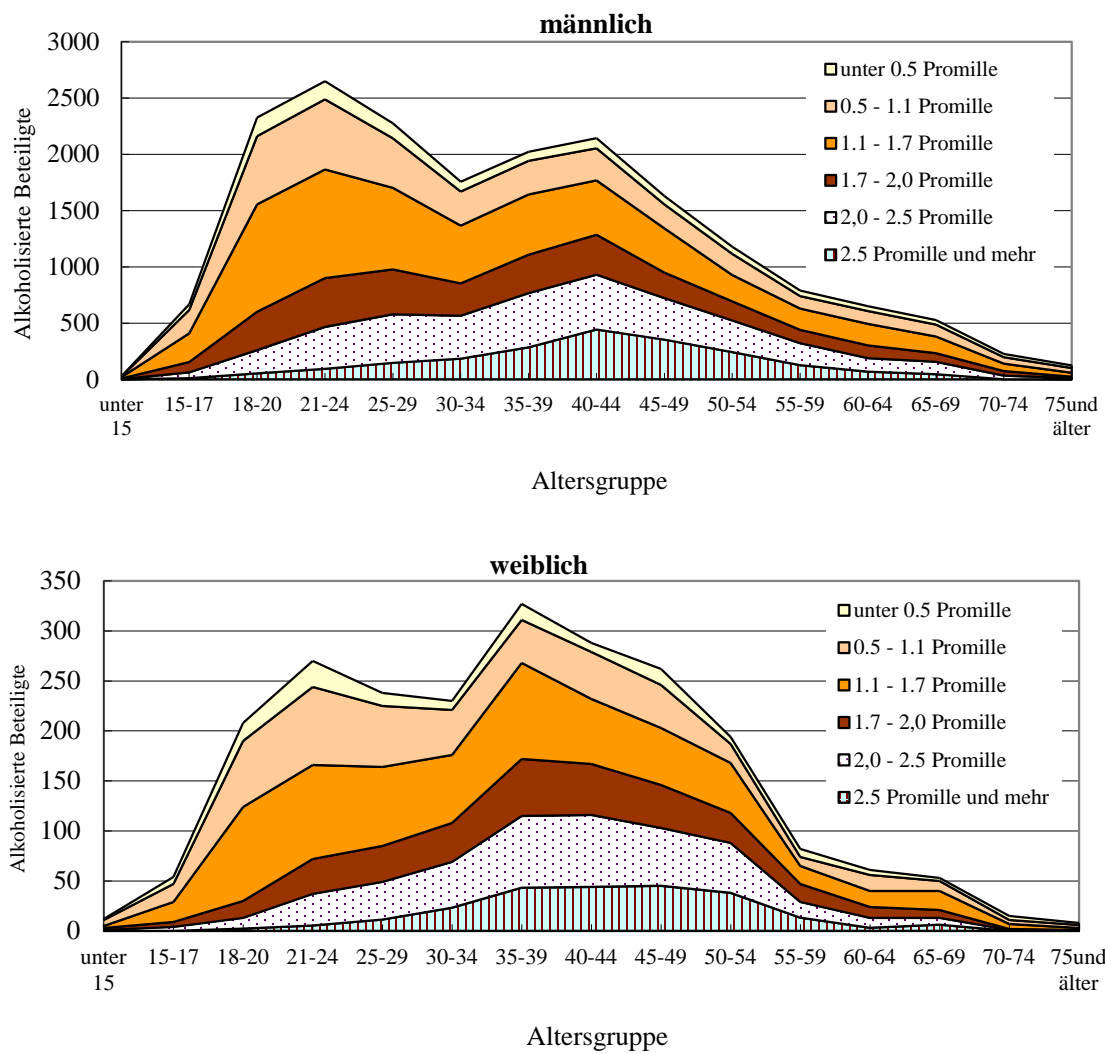 männlich
3000
2500
2000
1500
1000
500
0
Alkoholisierte Beteiligte
unter 0.5 Promille
0.5 - 1.1 Promille
1.1 - 1.7 Promille
1.7 - 2,0 Promille
2,0 - 2.5 Promille
2.5 Promille und mehr
unter 15-17 18-20 21-24 25-29 30-34 35-39 40-44 45-49 50-54 55-59 60-64 65-69 70-74 75und
15 älter
Altersgruppe
weiblich
350
300
250
200
150
100
50
0
Alkoholisierte Beteiligte
unter 0.5 Promille
0.5 - 1.1 Promille
1.1 - 1.7 Promille
1.7 - 2,0 Promille
2,0 - 2.5 Promille
2.5 Promille und mehr
unter 15-17 18-20 21-24 25-29 30-34 35-39 40-44 45-49 50-54 55-59 60-64 65-69 70-74 75und
15 älter
Altersgruppe